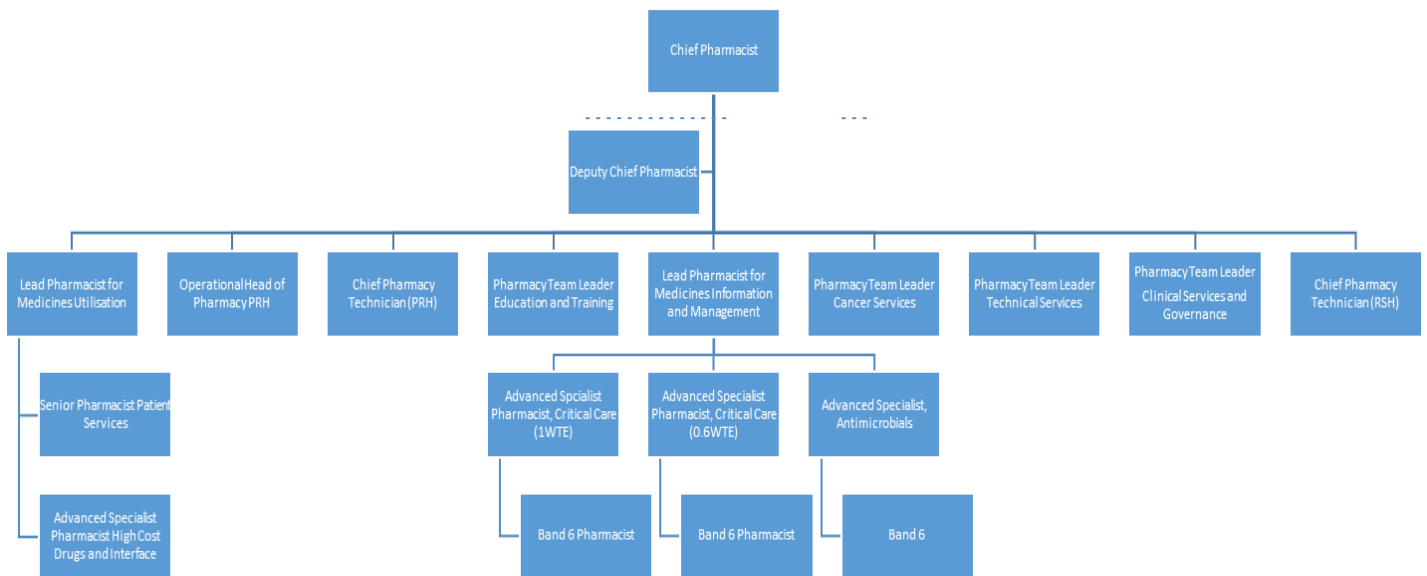 Chief Pharmacist
Deputy Chief Pharmacist
Lead Pharmacist for
Medicines Utilisation
Operational Head of
Pharmacy PRH
Chief Pharmacy
Technician (PRH)
Pharmacy Team Leader
Education and Training
Lead Pharmacist for
Medicines Information
and Management
Pharmacy Team Leader
Cancer Services
Pharmacy Team Leader
Technical Services
Pharmacy Team Leader
Clinical Services and
Governance
Chief Pharmacy
Technician (RSH)
Senior Pharmacist Patient
Services
Advanced Spcialist
Pharmacist, Critical Care
(1WTE)
Advanced Specialist
Pharmacist, Critical Care
(0.6WTE)
Advanced Specialist,
Antimicrobials
Advanced Specialist
Pharmacist High Cost
Drugs and Interface
Band 6 Pharmacist
Band 6 Pharmacist
Band 6